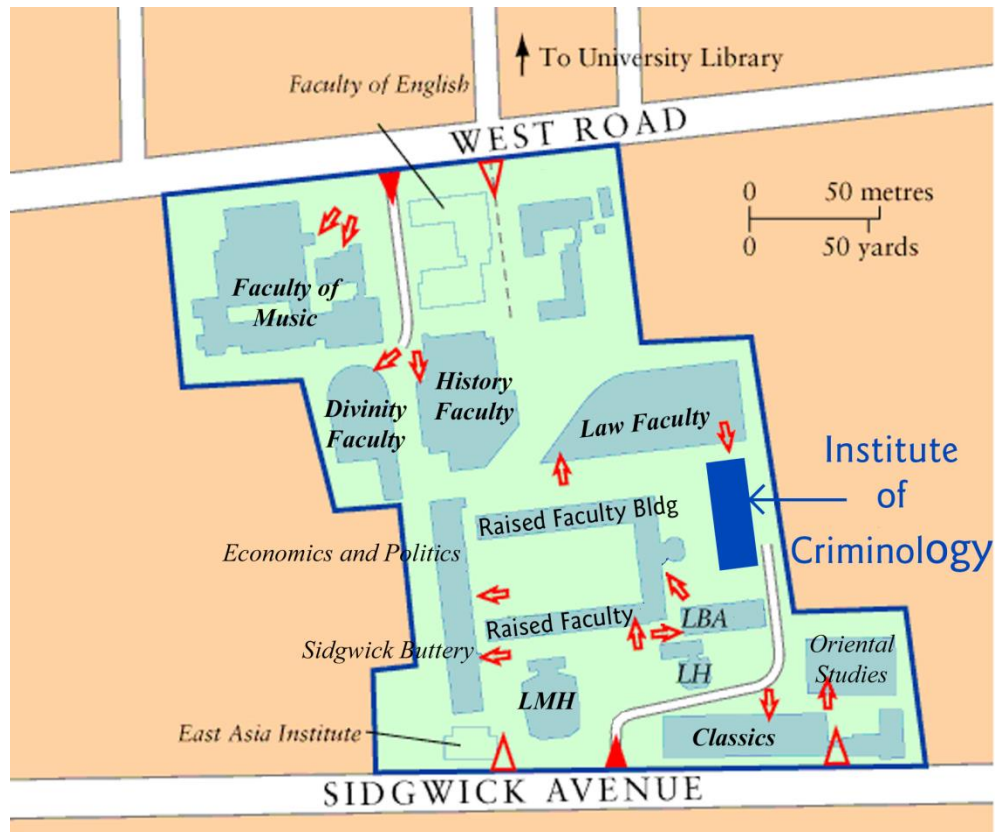 To University Library
Faculty of English
WEST ROAD
0 50 metres
0 50 yards
Faculty of
Music
History
Faculty
Divinity
Faculty
Law Faculty
Institute
of
Criminology
Raised Faculty Bldg
Economics and Politics
Raised Faculty
LBA
Sidgwick Buttery
Oriental
Studies
LH
LMH
East Asia Institute
Classics
SIDGWICK AVENUE